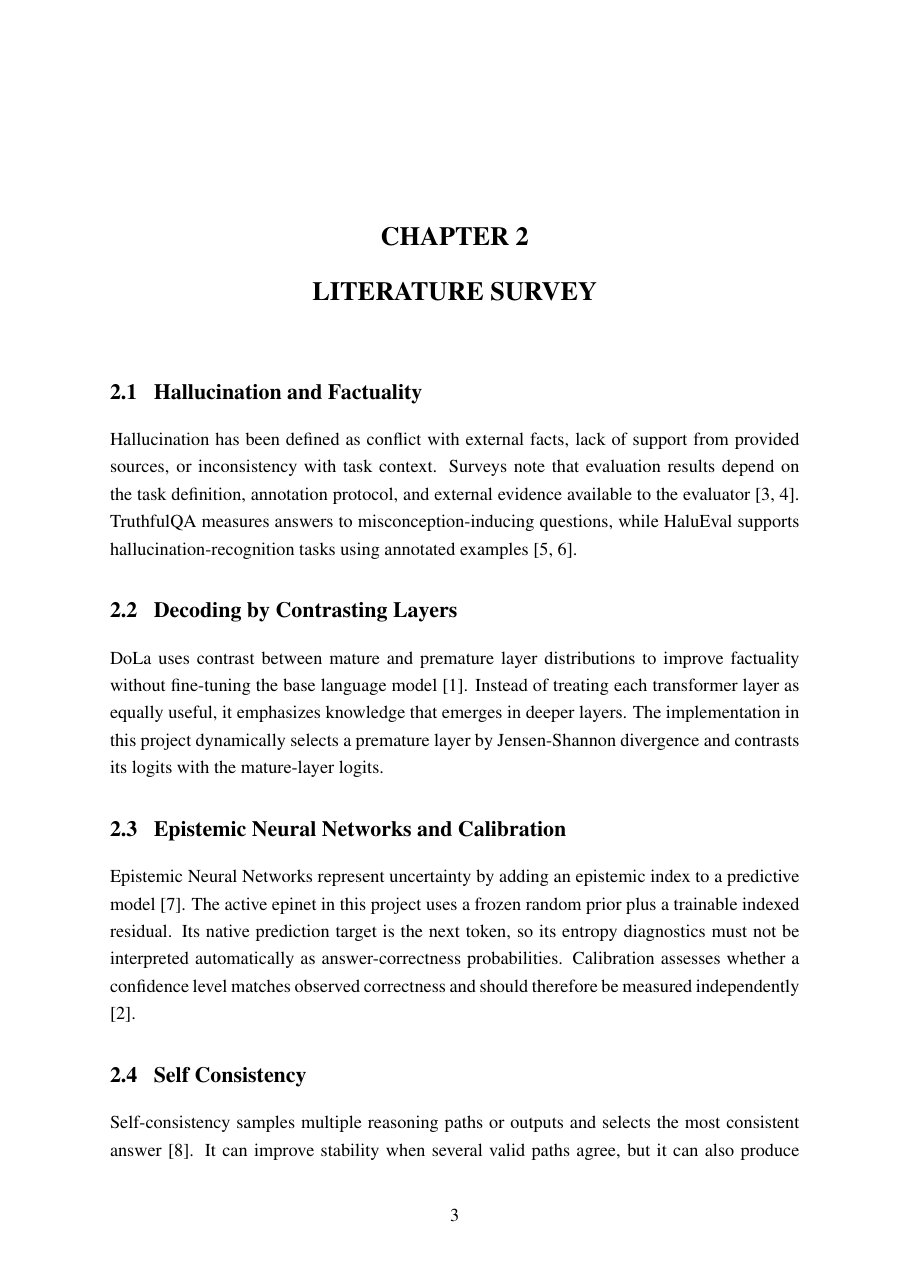 CHAPTER 2
LITERATURE SURVEY
2.1 Hallucination and Factuality
Hallucination has been defined as conflict with external facts, lack of support from provided
sources, or inconsistency with task context. Surveys note that evaluation results depend on
the task definition, annotation protocol, and external evidence available to the evaluator [3, 4].
TruthfulQA measures answers to misconception-inducing questions, while HaluEval supports
hallucination-recognition tasks using annotated examples [5, 6].
2.2 Decoding by Contrasting Layers
DoLa uses contrast between mature and premature layer distributions to improve factuality
without fine-tuning the base language model [1]. Instead of treating each transformer layer as
equally useful, it emphasizes knowledge that emerges in deeper layers. The implementation in
this project dynamically selects a premature layer by Jensen-Shannon divergence and contrasts
its logits with the mature-layer logits.
2.3 Epistemic Neural Networks and Calibration
Epistemic Neural Networks represent uncertainty by adding an epistemic index to a predictive
model [7]. The active epinet in this project uses a frozen random prior plus a trainable indexed
residual. Its native prediction target is the next token, so its entropy diagnostics must not be
interpreted automatically as answer-correctness probabilities. Calibration assesses whether a
confidence level matches observed correctness and should therefore be measured independently
[2].
2.4 Self Consistency
Self-consistency samples multiple reasoning paths or outputs and selects the most consistent
answer [8]. It can improve stability when several valid paths agree, but it can also produce
3